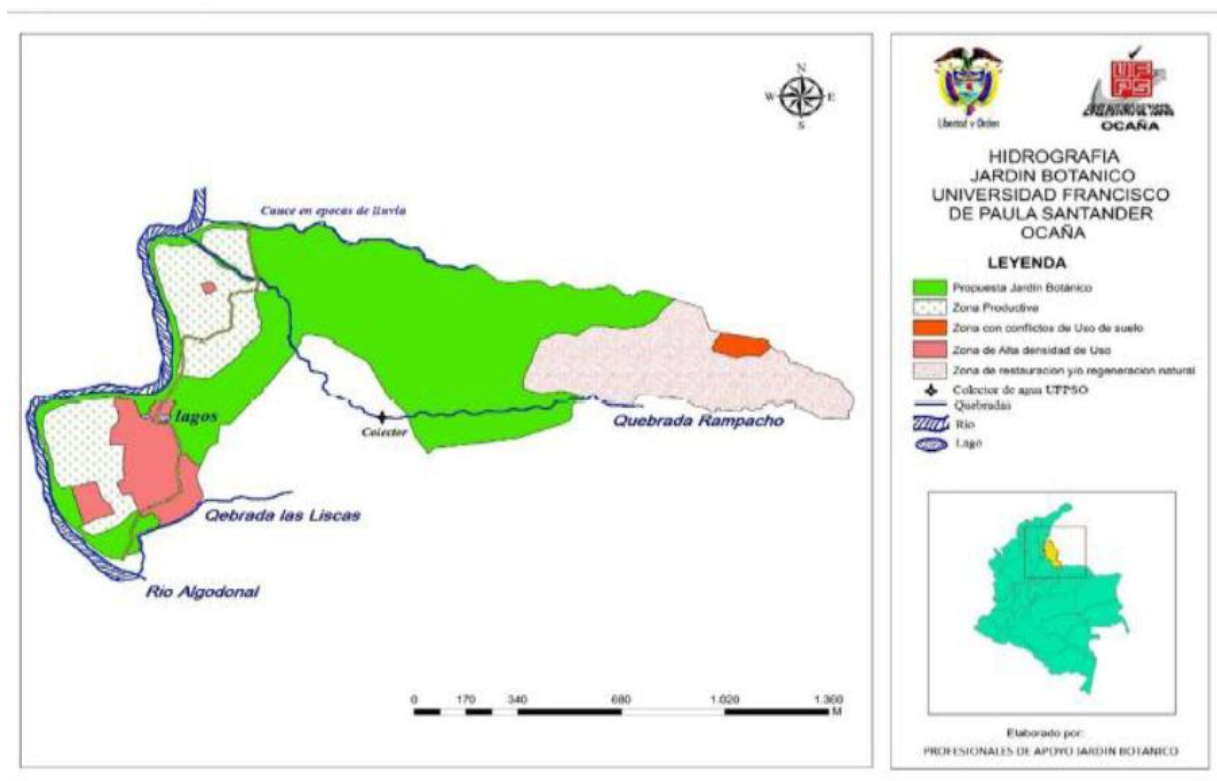 N
W E
S
Cauce en epocas de lluvia
lagos
Colector
Quebrada Rampacho
Qebrada las Liscas
Rio Algodonal
0 170 340 680 1.020 1.360
M
Libertad y Orden
UFPS
OCAÑA
HIDROGRAFIA
JARDIN BOTANICO
UNIVERSIDAD FRANCISCO
DE PAULA SANTANDER
OCAÑA
LEYENDA
Propuesta Jardín Botánico
Zona Productiva
Zona con conflictos de Uso de suelo
Zona de Alta densidad de Uso
Zona de restauracion y/o regeneracion natural
Colector de agua UFPSO
Quebradas
Rio
Lago
Elaborado por:
PROFESIONALES DE APOYO JARDIN BOTANICO